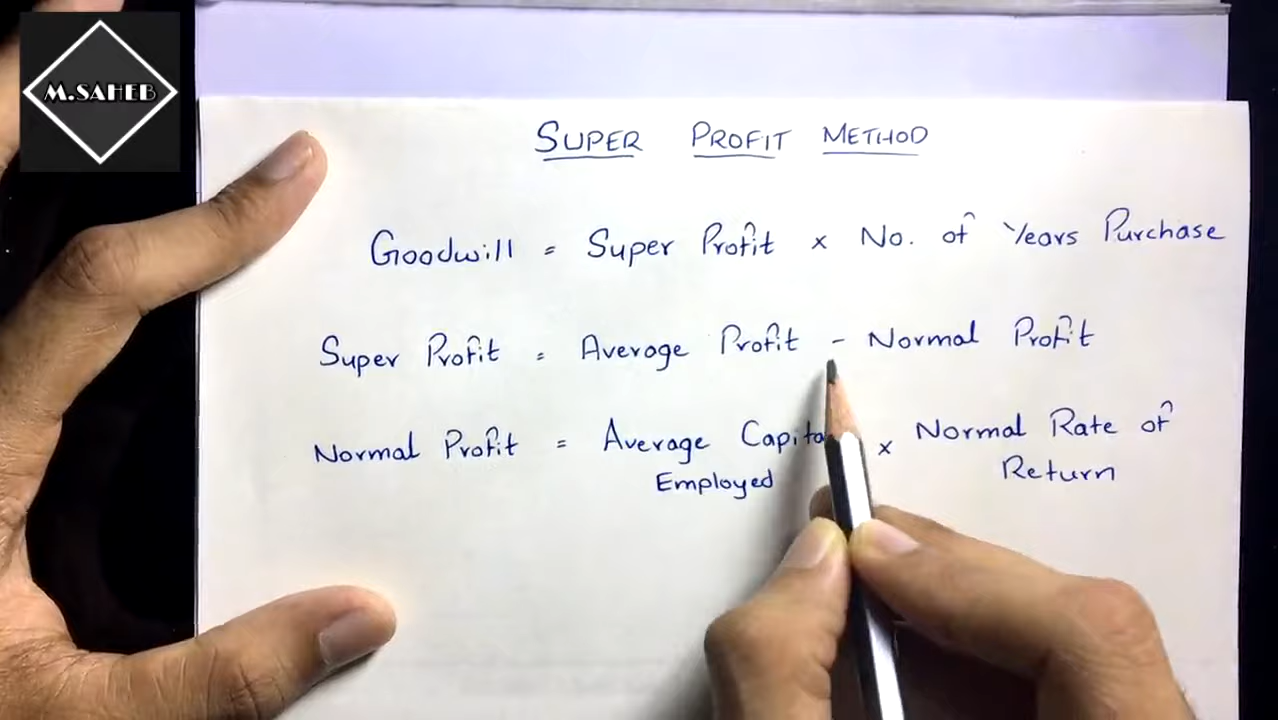 M.SAHEB
SUPER PROFIT METHOD
Goodwill = Super Profit x No. of Years Purchase
Super Profit = Average Profit - Normal Profit
Normal Profit = Average Capital x Normal Rate of
Employed Return